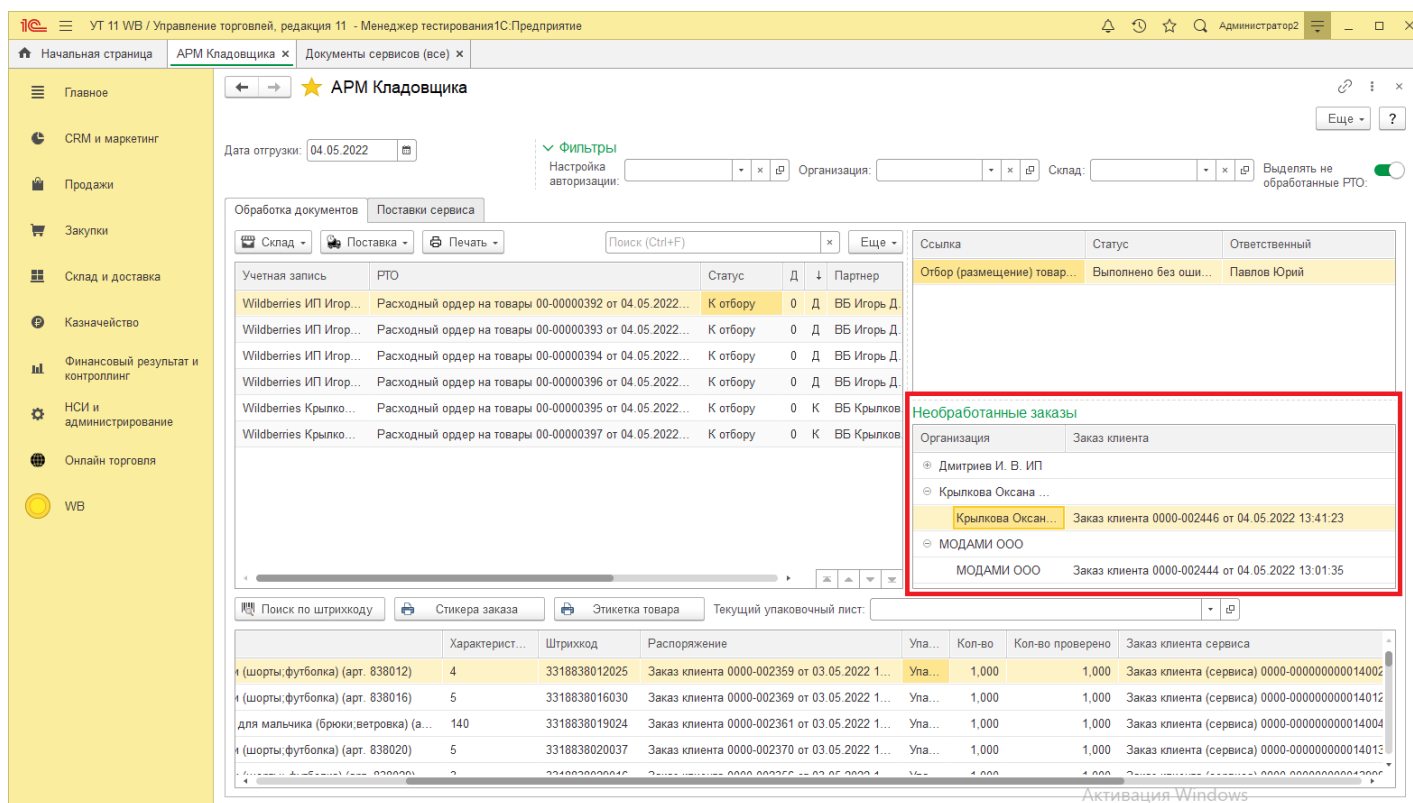 1С УТ 11 WB / Управление торговлей, редакция 11 - Менеджер тестирования1С:Предприятие Администратор2
Начальная страница АРМ Кладовщика × Документы сервисов (все) ×
Главное
CRM и маркетинг
Продажи
Закупки
Склад и доставка
Казначейство
Финансовый результат и
контроллинг
НСИ и
администрирование
Онлайн торговля
WB
АРМ Кладовщика
Еще ?
Дата отгрузки: 04.05.2022
Фильтры
Настройка
авторизации:
Организация: Склад:
Выделять не
обработанные РТО:
Обработка документов Поставки сервиса
Склад Поставка Печать Поиск (Ctrl+F) × Еще
Учетная запись РТО Статус Д ↓ Партнер
Wildberries ИП Игор... Расходный ордер на товары 00-00000392 от 04.05.2022... К отбору 0 Д ВБ Игорь Д.
Wildberries ИП Игор... Расходный ордер на товары 00-00000393 от 04.05.2022... К отбору 0 Д ВБ Игорь Д.
Wildberries ИП Игор... Расходный ордер на товары 00-00000394 от 04.05.2022... К отбору 0 Д ВБ Игорь Д.
Wildberries ИП Игор... Расходный ордер на товары 00-00000396 от 04.05.2022... К отбору 0 Д ВБ Игорь Д.
Wildberries Крылко... Расходный ордер на товары 00-00000395 от 04.05.2022... К отбору 0 К ВБ Крылков
Wildberries Крылко... Расходный ордер на товары 00-00000397 от 04.05.2022... К отбору 0 К ВБ Крылков
Ссылка Статус Ответственный
Отбор (размещение) товар... Выполнено без оши... Павлов Юрий
Необработанные заказы
Организация Заказ клиента
Дмитриев И. В. ИП
Крылкова Оксана ...
Крылкова Оксан... Заказ клиента 0000-002446 от 04.05.2022 13:41:23
МОДАМИ ООО
МОДАМИ ООО Заказ клиента 0000-002444 от 04.05.2022 13:01:35
Поиск по штрихкоду Стикера заказа Этикетка товара Текущий упаковочный лист:
Характерист... Штрихкод Распоряжение Упа... Кол-во Кол-во проверено Заказ клиента сервиса
и (шорты;футболка) (арт. 838012) 4 3318838012025 Заказ клиента 0000-002359 от 03.05.2022 1... Упа... 1,000 1,000 Заказ клиента (сервиса) 0000-000000000014002
и (шорты;футболка) (арт. 838016) 5 3318838016030 Заказ клиента 0000-002369 от 03.05.2022 1... Упа... 1,000 1,000 Заказ клиента (сервиса) 0000-000000000014012
для мальчика (брюки;ветровка) (а... 140 3318838019024 Заказ клиента 0000-002361 от 03.05.2022 1... Упа... 1,000 1,000 Заказ клиента (сервиса) 0000-000000000014004
и (шорты;футболка) (арт. 838020) 5 3318838020037 Заказ клиента 0000-002370 от 03.05.2022 1... Упа... 1,000 1,000 Заказ клиента (сервиса) 0000-000000000014013
Активация Windows